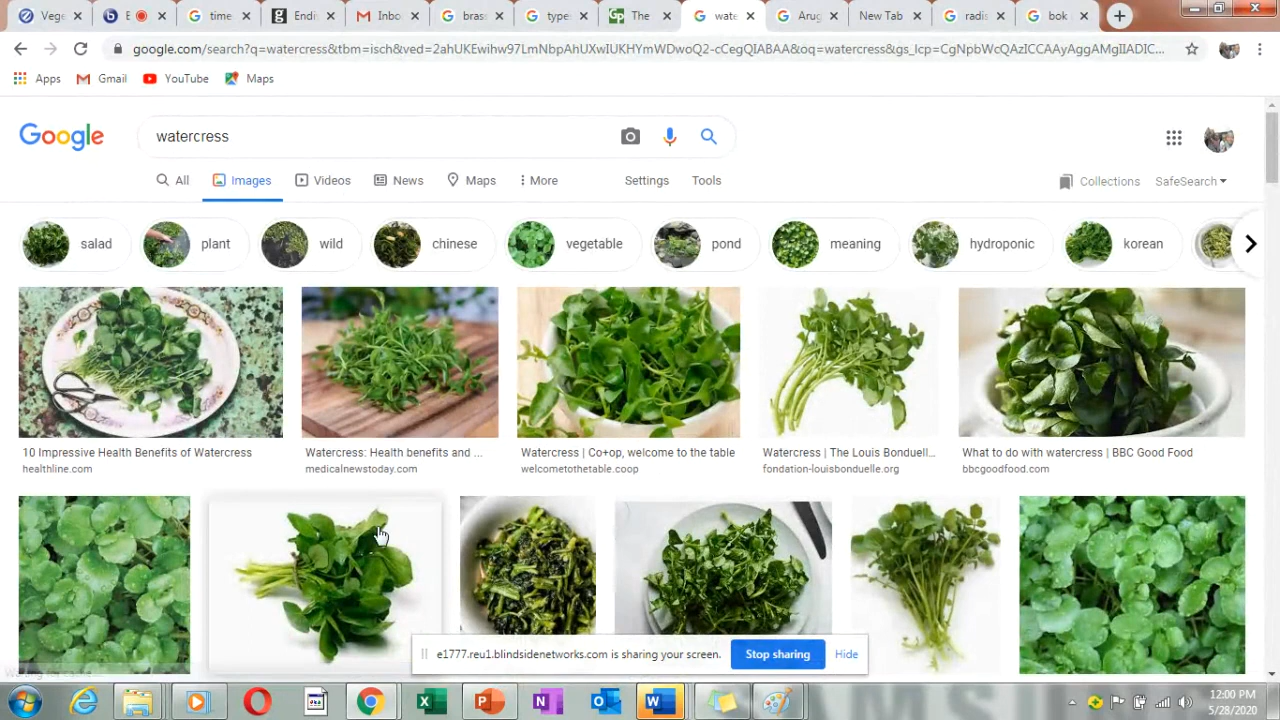 Vege
B
time
Endi
Inbo
bras
type
The
wate
Arug
New Tab
radis
bok
google.com/search?q=watercress&tbm=isch&ved=2ahUKEwihw97LmNbpAhUXwIUKHYmWDwoQ2-cCegQIABAA&oq=watercress&gs_lcp=CgNpbWcQAzICCAAyAggAMgIIADIC...
Apps
Gmail
YouTube
Maps
Google
watercress
All
Images
Videos
News
Maps
More
Settings
Tools
Collections
SafeSearch
salad
plant
wild
chinese
vegetable
pond
meaning
hydroponic
korean
10 Impressive Health Benefits of Watercress
healthline.com
Watercress: Health benefits and ...
medicalnewstoday.com
Watercress | Co+op, welcome to the table
welcometothetable.coop
Watercress | The Louis Bonduell...
fondation-louisbonduelle.org
What to do with watercress | BBC Good Food
bbcgoodfood.com
e1777.reu1.blindsidenetworks.com is sharing your screen.
Stop sharing
Hide
Waiting for cache...
12:00 PM
5/28/2020